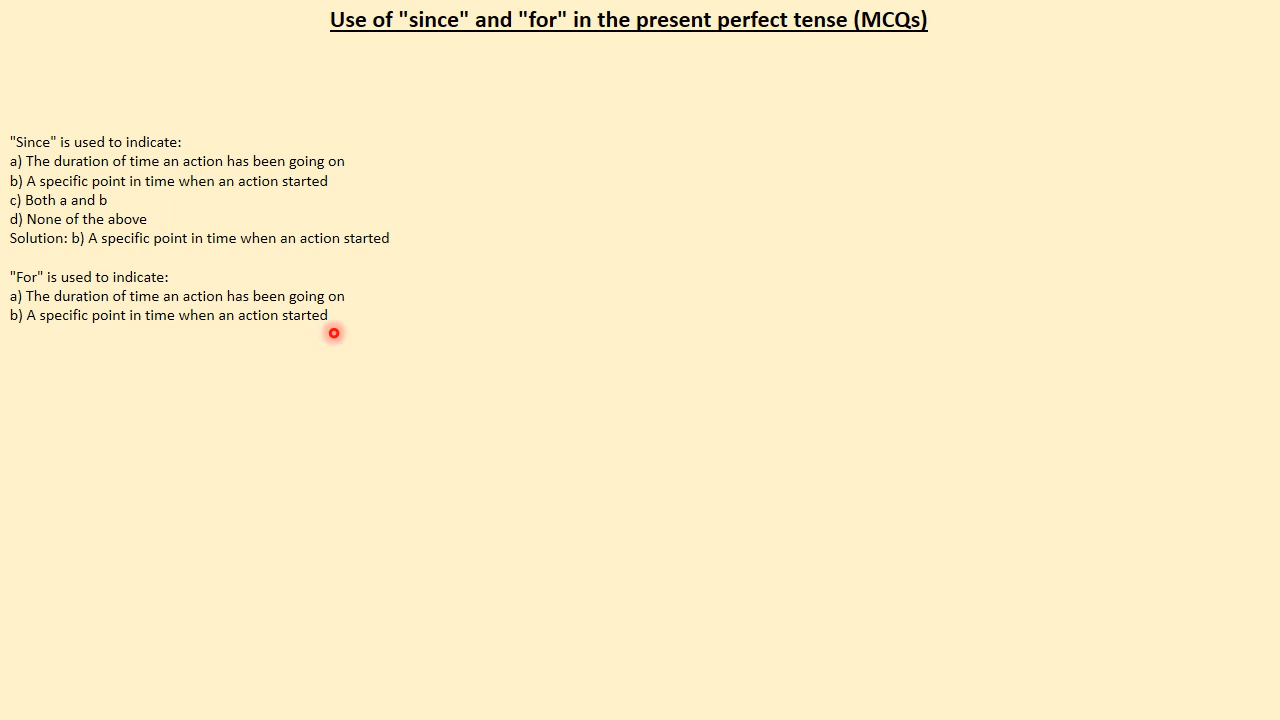 Use of "since" and "for" in the present perfect tense (MCQs)
"Since" is used to indicate:
a) The duration of time an action has been going on
b) A specific point in time when an action started
c) Both a and b
d) None of the above
Solution: b) A specific point in time when an action started
"For" is used to indicate:
a) The duration of time an action has been going on
b) A specific point in time when an action started